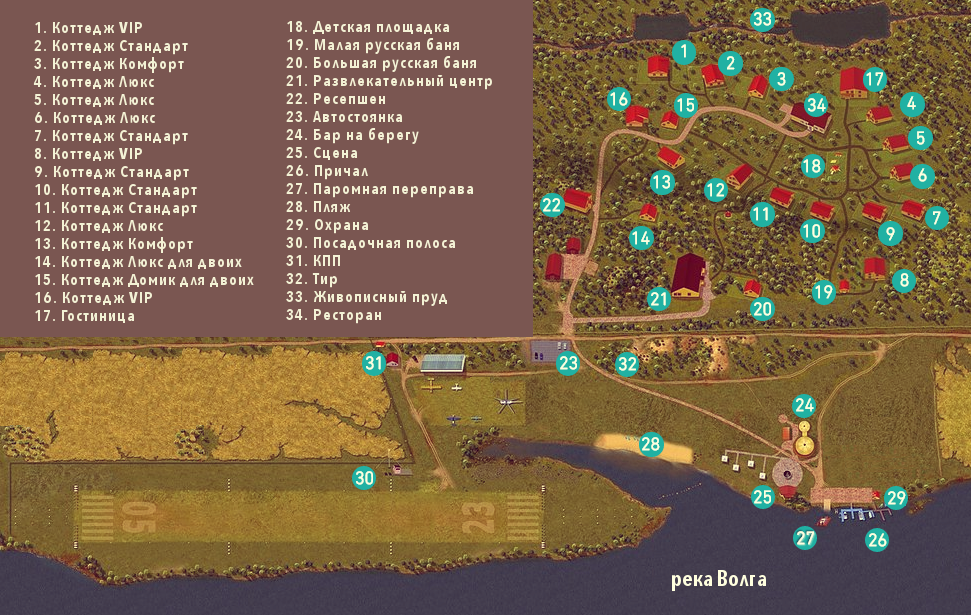 1. Коттедж VIP
2. Коттедж Стандарт
3. Коттедж Комфорт
4. Коттедж Люкс
5. Коттедж Люкс
6. Коттедж Люкс
7. Коттедж Стандарт
8. Коттедж VIP
9. Коттедж Стандарт
10. Коттедж Стандарт
11. Коттедж Стандарт
12. Коттедж Люкс
13. Коттедж Комфорт
14. Коттедж Люкс для двоих
15. Коттедж Домик для двоих
16. Коттедж VIP
17. Гостиница
18. Детская площадка
19. Малая русская баня
20. Большая русская баня
21. Развлекательный центр
22. Ресепшен
23. Автостоянка
24. Бар на берегу
25. Сцена
26. Причал
27. Паромная переправа
28. Пляж
29. Охрана
30. Посадочная полоса
31. КПП
32. Тир
33. Живописный пруд
34. Ресторан
33
1
2
3
17
16
15
34
4
5
18
6
13
12
22
11
10
7
14
9
21
19
8
20
31
23
32
24
28
30
25
29
05
23
27
26
река Волга